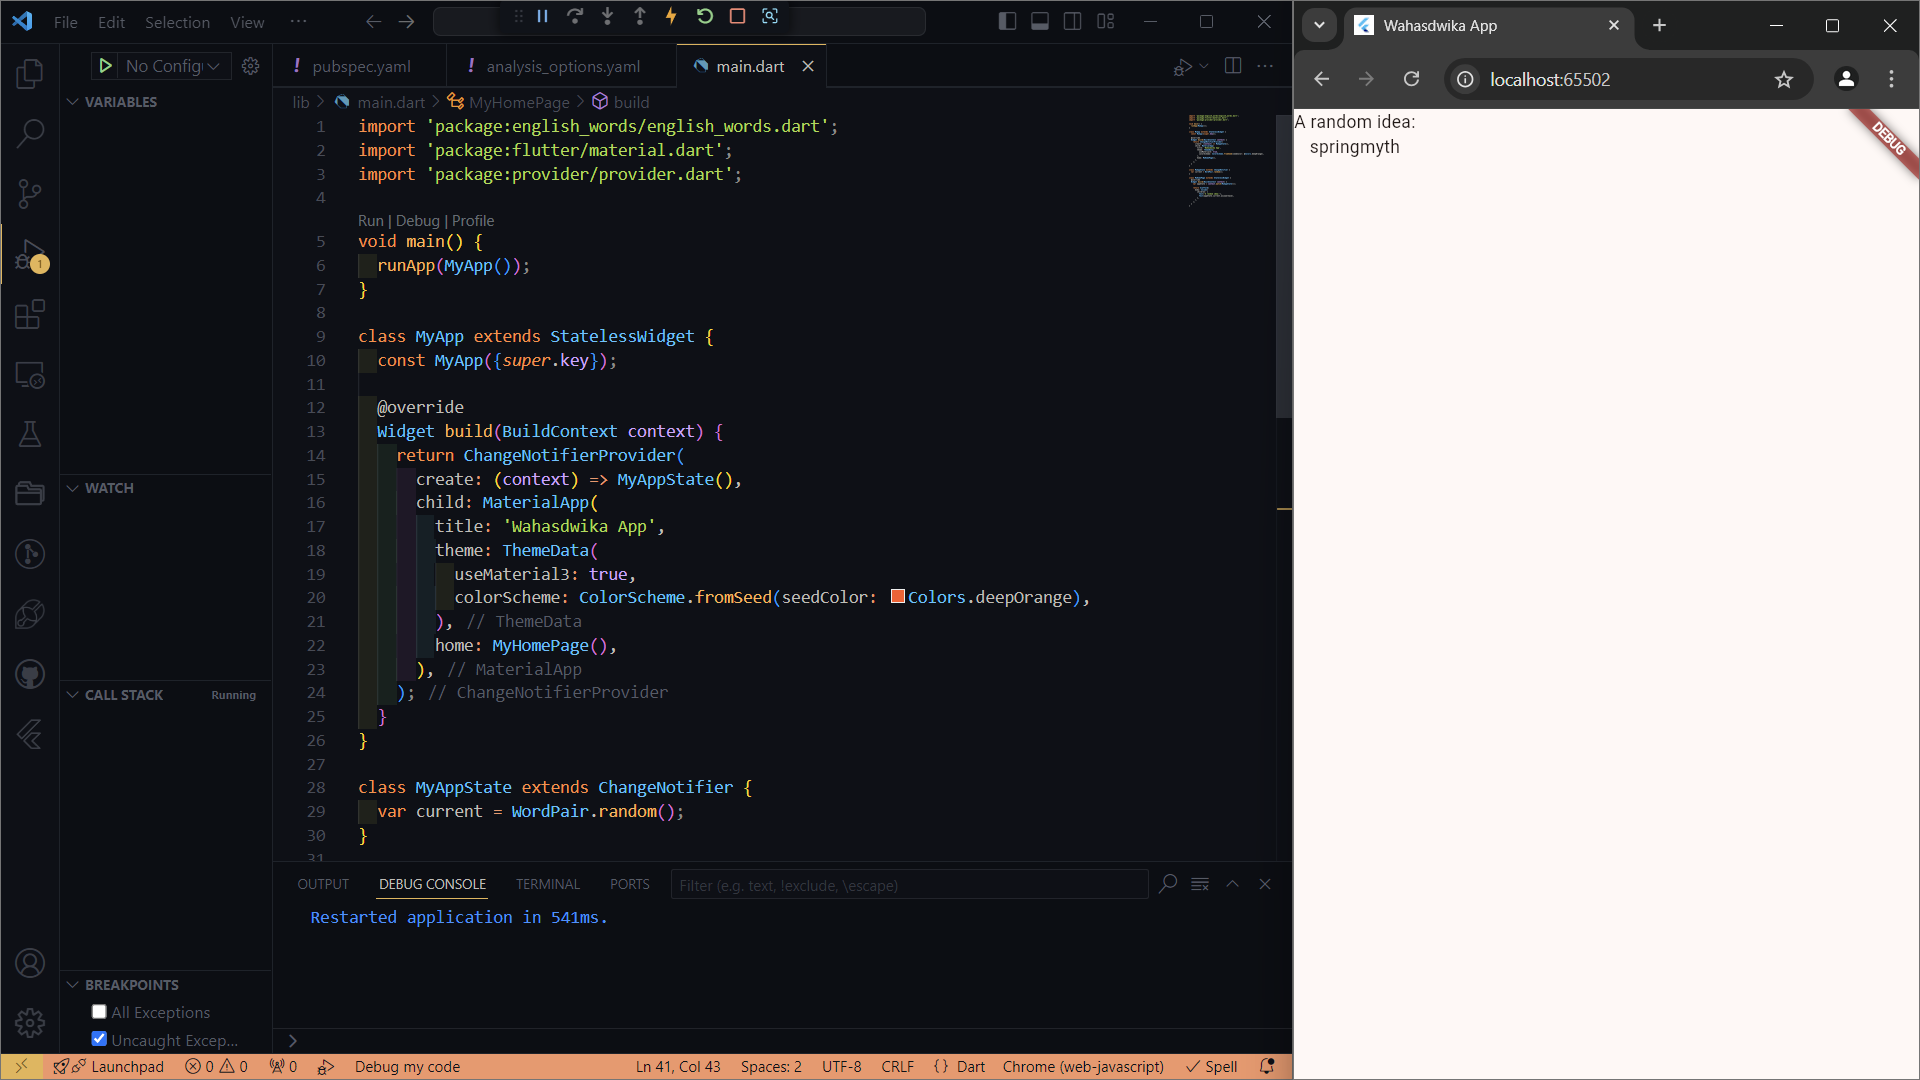 File Edit Selection View ···
No Config
VARIABLES
WATCH
CALL STACK Running
BREAKPOINTS
All Exceptions
Uncaught Excep...
1
pubspec.yaml
analysis_options.yaml
main.dart
lib > main.dart > MyHomePage > build
1 import 'package:english_words/english_words.dart';
2 import 'package:flutter/material.dart';
3 import 'package:provider/provider.dart';
4
Run | Debug | Profile
5 void main() {
6 runApp(MyApp());
7 }
8
9 class MyApp extends StatelessWidget {
10 const MyApp({super.key});
11
12 @override
13 Widget build(BuildContext context) {
14 return ChangeNotifierProvider(
15 create: (context) => MyAppState(),
16 child: MaterialApp(
17 title: 'Wahasdwika App',
18 theme: ThemeData(
19 useMaterial3: true,
20 colorScheme: ColorScheme.fromSeed(seedColor: Colors.deepOrange),
21 ), // ThemeData
22 home: MyHomePage(),
23 ), // MaterialApp
24 ); // ChangeNotifierProvider
25 }
26 }
27
28 class MyAppState extends ChangeNotifier {
29 var current = WordPair.random();
30 }
31
OUTPUT DEBUG CONSOLE TERMINAL PORTS Filter (e.g. text, !exclude, \escape)
Restarted application in 541ms.
Launchpad 0 0 0 Debug my code Ln 41, Col 43 Spaces: 2 UTF-8 CRLF {} Dart Chrome (web-javascript) Spell
Wahasdwika App
localhost:65502
A random idea:
springmyth
DEBUG